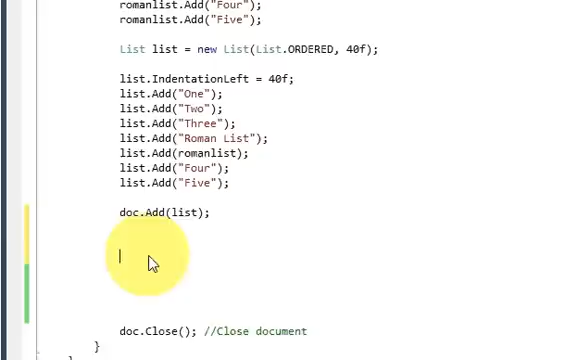 romanlist.Add("Four");
romanlist.Add("Five");
List list = new List(List.ORDERED, 40f);
list.IndentationLeft = 40f;
list.Add("One");
list.Add("Two");
list.Add("Three");
list.Add("Roman List");
list.Add(romanlist);
list.Add("Four");
list.Add("Five");
doc.Add(list);
doc.Close(); //Close document
}
}